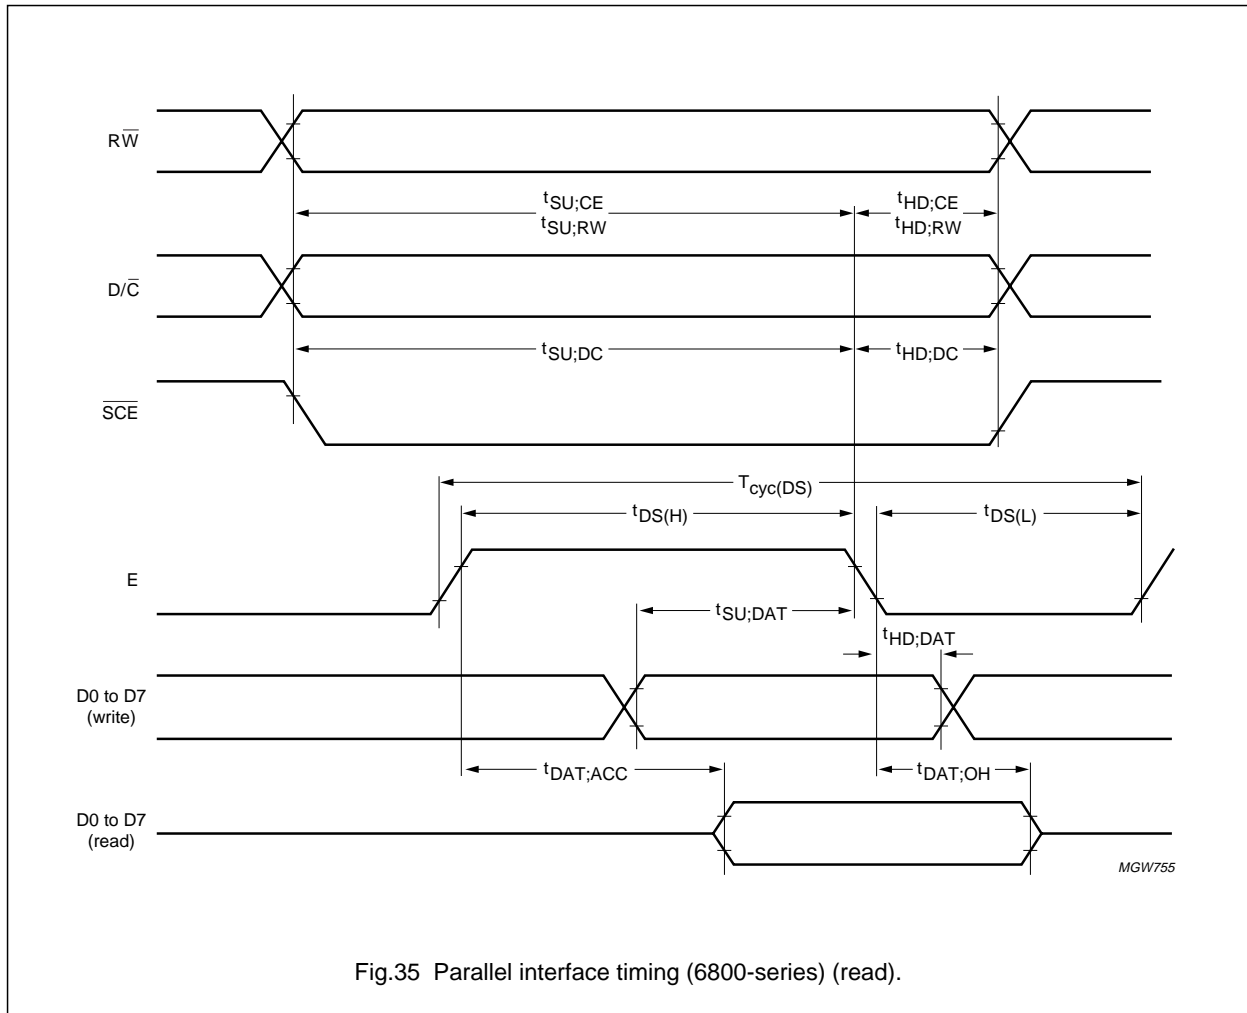 RW̅
tSU;CE
tSU;RW
tHD;CE
tHD;RW
D/C̅
tSU;DC
tHD;DC
S̅C̅E̅
Tcyc(DS)
tDS(H)
tDS(L)
E
tSU;DAT
tHD;DAT
D0 to D7
(write)
tDAT;ACC
tDAT;OH
D0 to D7
(read)
MGW755
Fig.35 Parallel interface timing (6800-series) (read).